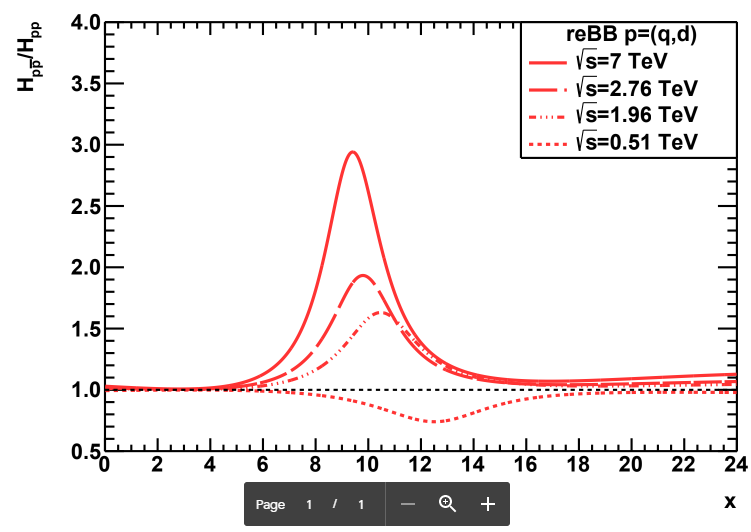 4.0
3.5
3.0
2.5
2.0
1.5
1.0
0.5
H_{pp̅}/H_{pp}
reBB p=(q,d)
√s=7 TeV
√s=2.76 TeV
√s=1.96 TeV
√s=0.51 TeV
0 2 4 6 8 10 12 14 16 18 20 22 24
x
Page 1 / 1 — +